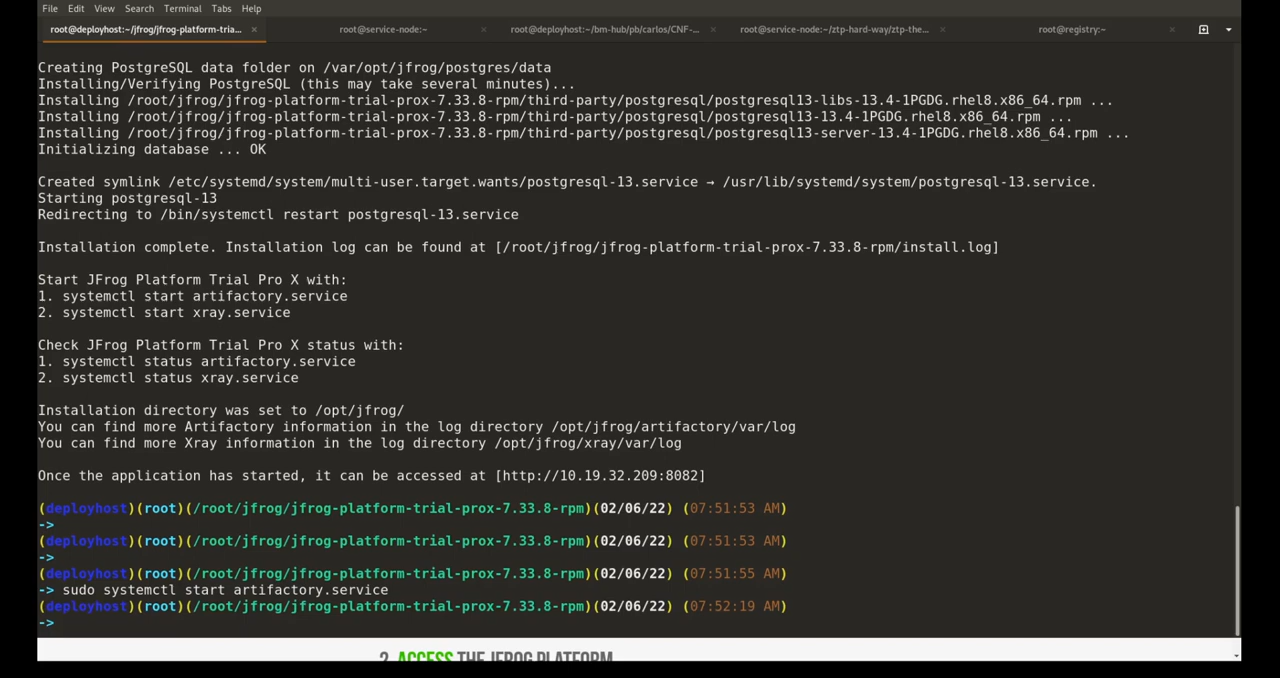 File Edit View Search Terminal Tabs Help
root@deployhost:~/jfrog/jfrog-platform-tria... × root@service-node:~ × root@deployhost:~/bm-hub/pb/carlos/CNF-... × root@service-node:~/ztp-hard-way/ztp-the... × root@registry:~ ×
Creating PostgreSQL data folder on /var/opt/jfrog/postgres/data
Installing/Verifying PostgreSQL (this may take several minutes)...
Installing /root/jfrog/jfrog-platform-trial-prox-7.33.8-rpm/third-party/postgresql/postgresql13-libs-13.4-1PGDG.rhel8.x86_64.rpm ...
Installing /root/jfrog/jfrog-platform-trial-prox-7.33.8-rpm/third-party/postgresql/postgresql13-13.4-1PGDG.rhel8.x86_64.rpm ...
Installing /root/jfrog/jfrog-platform-trial-prox-7.33.8-rpm/third-party/postgresql/postgresql13-server-13.4-1PGDG.rhel8.x86_64.rpm ...
Initializing database ... OK
Created symlink /etc/systemd/system/multi-user.target.wants/postgresql-13.service → /usr/lib/systemd/system/postgresql-13.service.
Starting postgresql-13
Redirecting to /bin/systemctl restart postgresql-13.service
Installation complete. Installation log can be found at [/root/jfrog/jfrog-platform-trial-prox-7.33.8-rpm/install.log]
Start JFrog Platform Trial Pro X with:
1. systemctl start artifactory.service
2. systemctl start xray.service
Check JFrog Platform Trial Pro X status with:
1. systemctl status artifactory.service
2. systemctl status xray.service
Installation directory was set to /opt/jfrog/
You can find more Artifactory information in the log directory /opt/jfrog/artifactory/var/log
You can find more Xray information in the log directory /opt/jfrog/xray/var/log
Once the application has started, it can be accessed at [http://10.19.32.209:8082]
(deployhost)(root)(/root/jfrog/jfrog-platform-trial-prox-7.33.8-rpm)(02/06/22) (07:51:53 AM)
->
(deployhost)(root)(/root/jfrog/jfrog-platform-trial-prox-7.33.8-rpm)(02/06/22) (07:51:53 AM)
->
(deployhost)(root)(/root/jfrog/jfrog-platform-trial-prox-7.33.8-rpm)(02/06/22) (07:51:55 AM)
-> sudo systemctl start artifactory.service
(deployhost)(root)(/root/jfrog/jfrog-platform-trial-prox-7.33.8-rpm)(02/06/22) (07:52:19 AM)
->
2. ACCESS THE JFROG PLATFORM